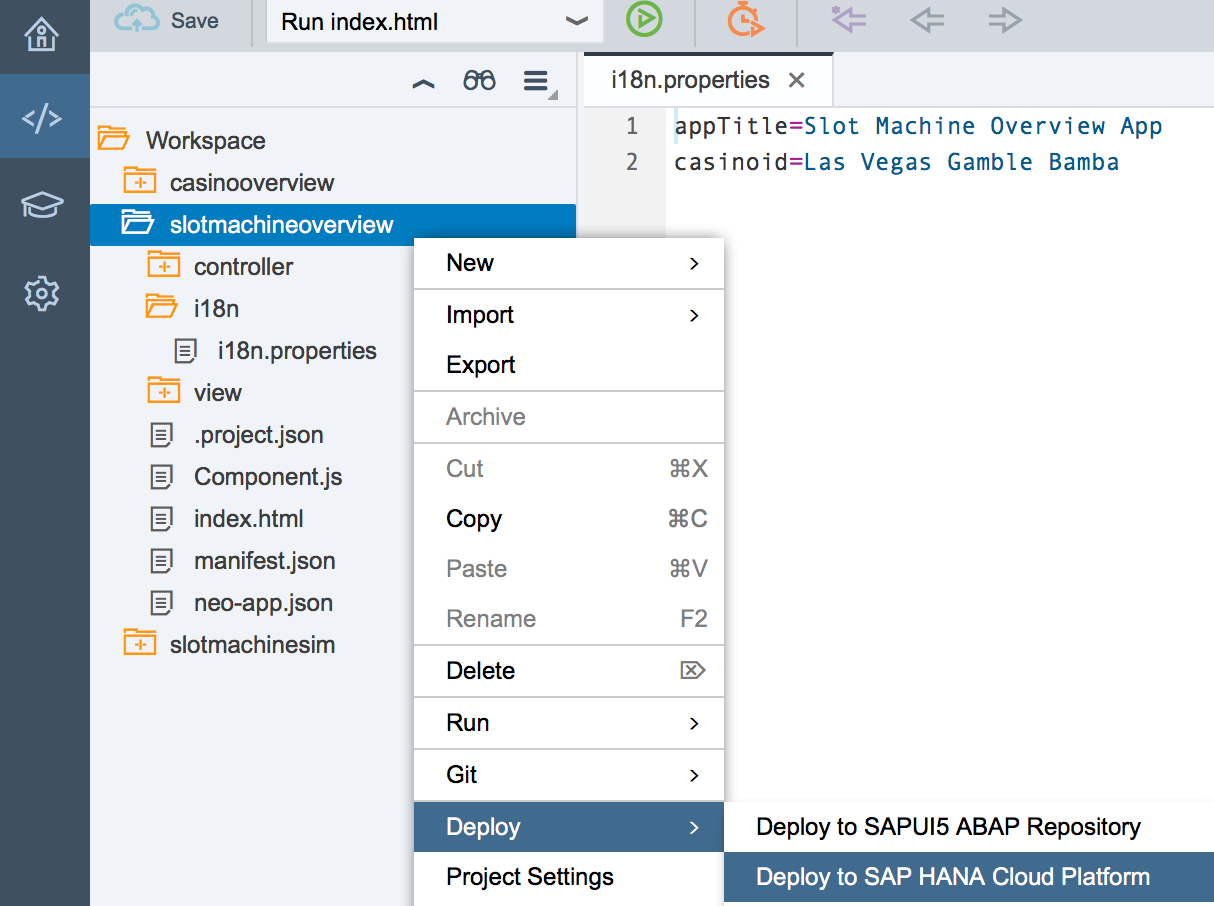 Save
Run index.html
i18n.properties
1 appTitle=Slot Machine Overview App
2 casinoid=Las Vegas Gamble Bamba
Workspace
casinooverview
slotmachineoverview
controller
i18n
i18n.properties
view
.project.json
Component.js
index.html
manifest.json
neo-app.json
slotmachinesim
New
Import
Export
Archive
Cut ⌘X
Copy ⌘C
Paste ⌘V
Rename F2
Delete
Run
Git
Deploy
Project Settings
Deploy to SAPUI5 ABAP Repository
Deploy to SAP HANA Cloud Platform